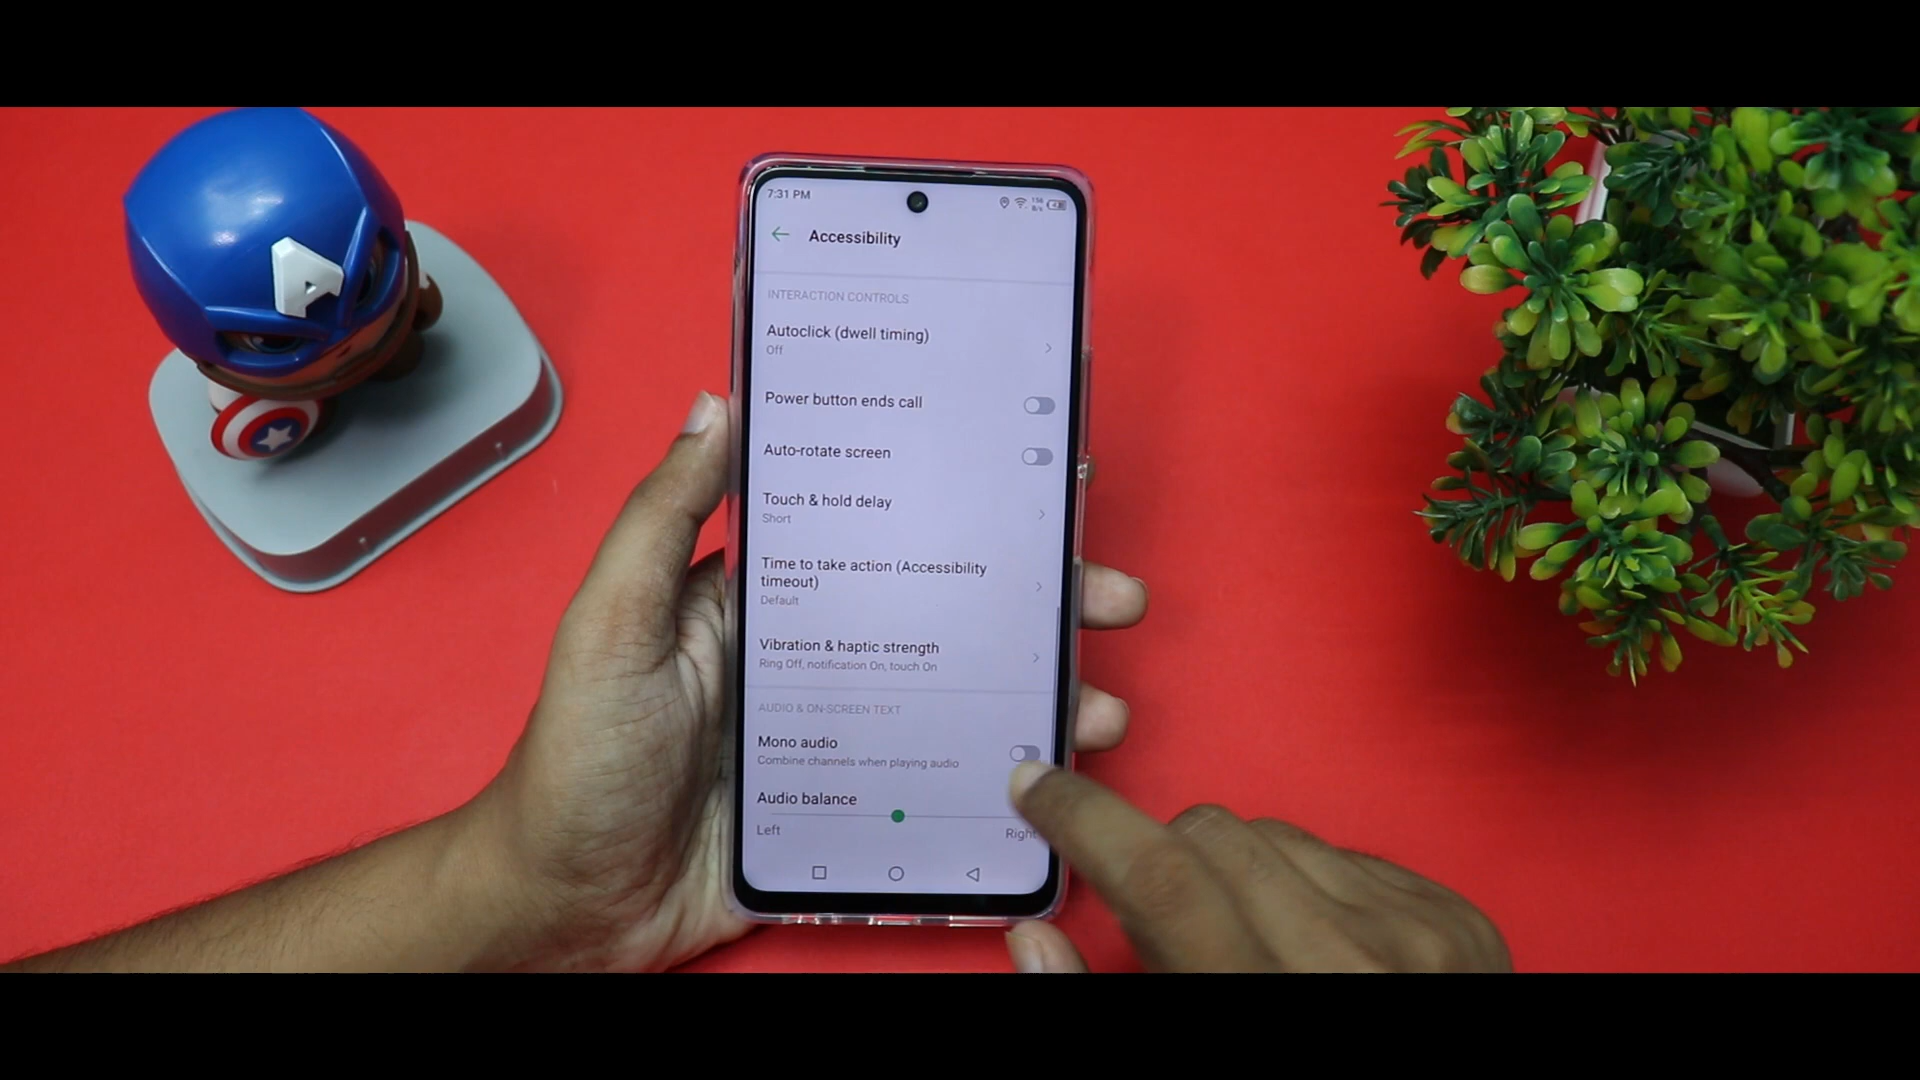 A
7:31 PM
156
B/s
Accessibility
INTERACTION CONTROLS
Autoclick (dwell timing)
Off
Power button ends call
Auto-rotate screen
Touch & hold delay
Short
Time to take action (Accessibility
timeout)
Default
Vibration & haptic strength
Ring Off, notification On, touch On
AUDIO & ON-SCREEN TEXT
Mono audio
Combine channels when playing audio
Audio balance
Left
Right